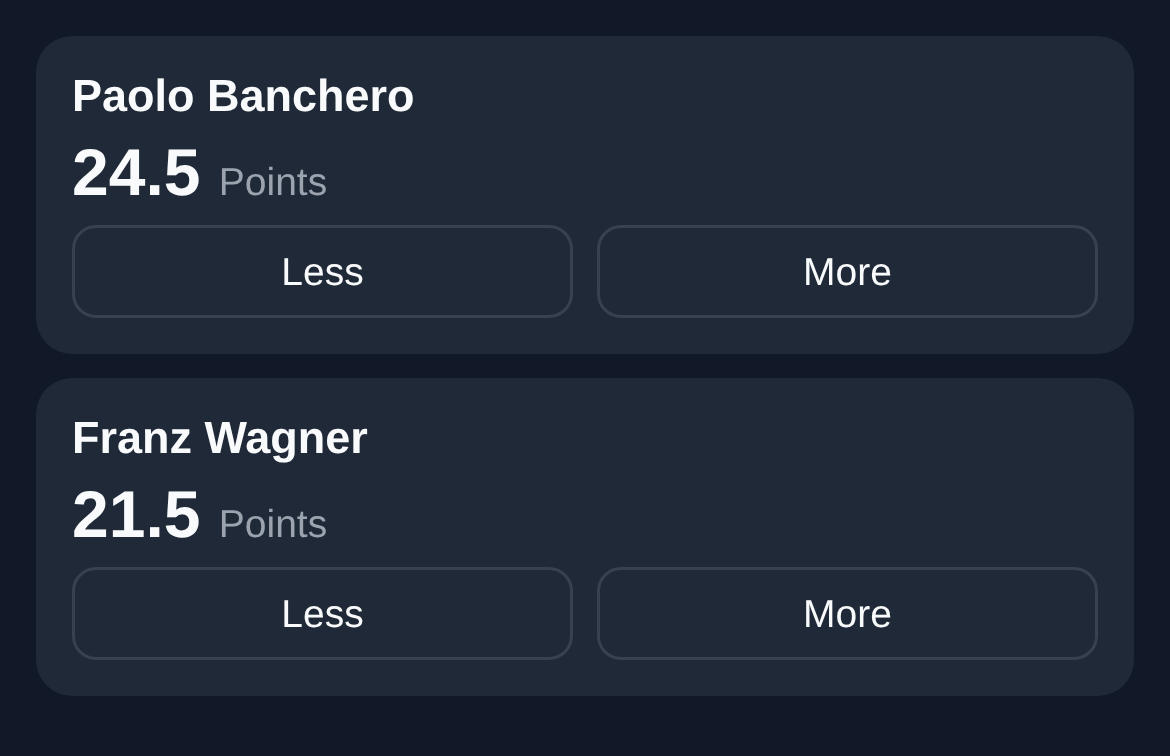 Paolo Banchero
24.5 Points
Less More
Franz Wagner
21.5 Points
Less More